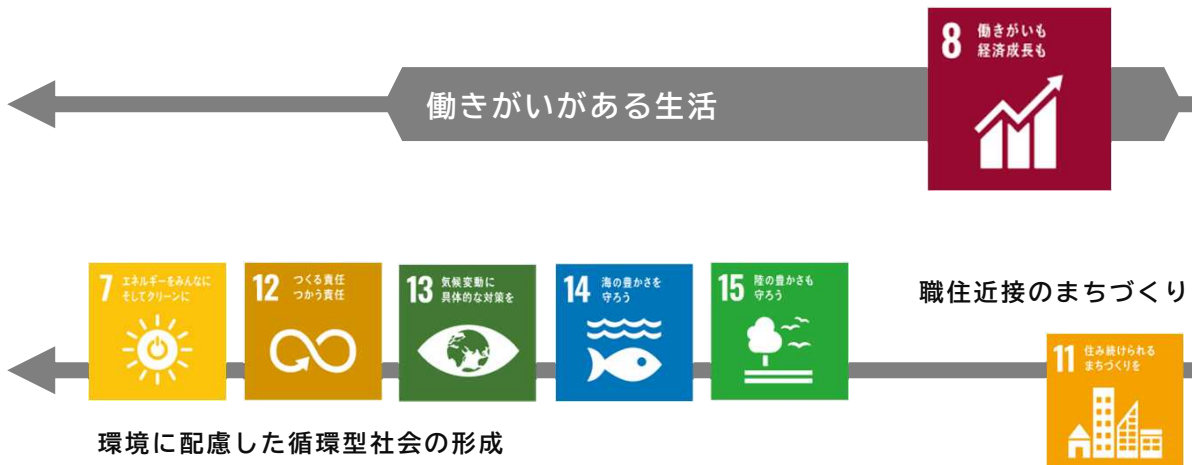 8 働きがいも
経済成長も
働きがいがある生活
7 エネルギーをみんなに
そしてクリーンに
12 つくる責任
つかう責任
13 気候変動に
具体的な対策を
14 海の豊かさを
守ろう
15 陸の豊かさも
守ろう
職住近接のまちづくり
11 住み続けられる
まちづくりを
環境に配慮した循環型社会の形成